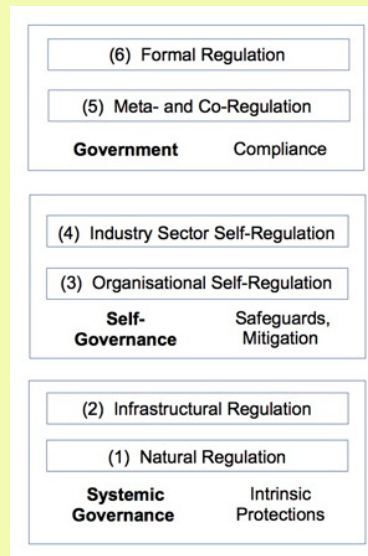 (6) Formal Regulation
(5) Meta- and Co-Regulation
Government Compliance
(4) Industry Sector Self-Regulation
(3) Organisational Self-Regulation
Self- Safeguards,
Governance Mitigation
(2) Infrastructural Regulation
(1) Natural Regulation
Systemic Intrinsic
Governance Protections